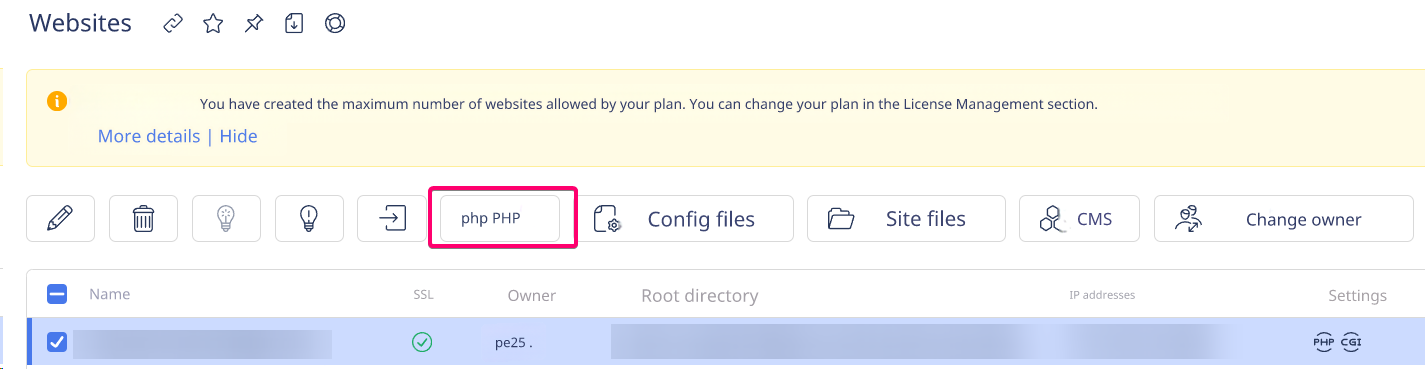 Websites
You have created the maximum number of websites allowed by your plan. You can change your plan in the License Management section.
More details | Hide
php PHP Config files Site files CMS Change owner
Name SSL Owner Root directory IP addresses Settings
pe25 . PHP CGI